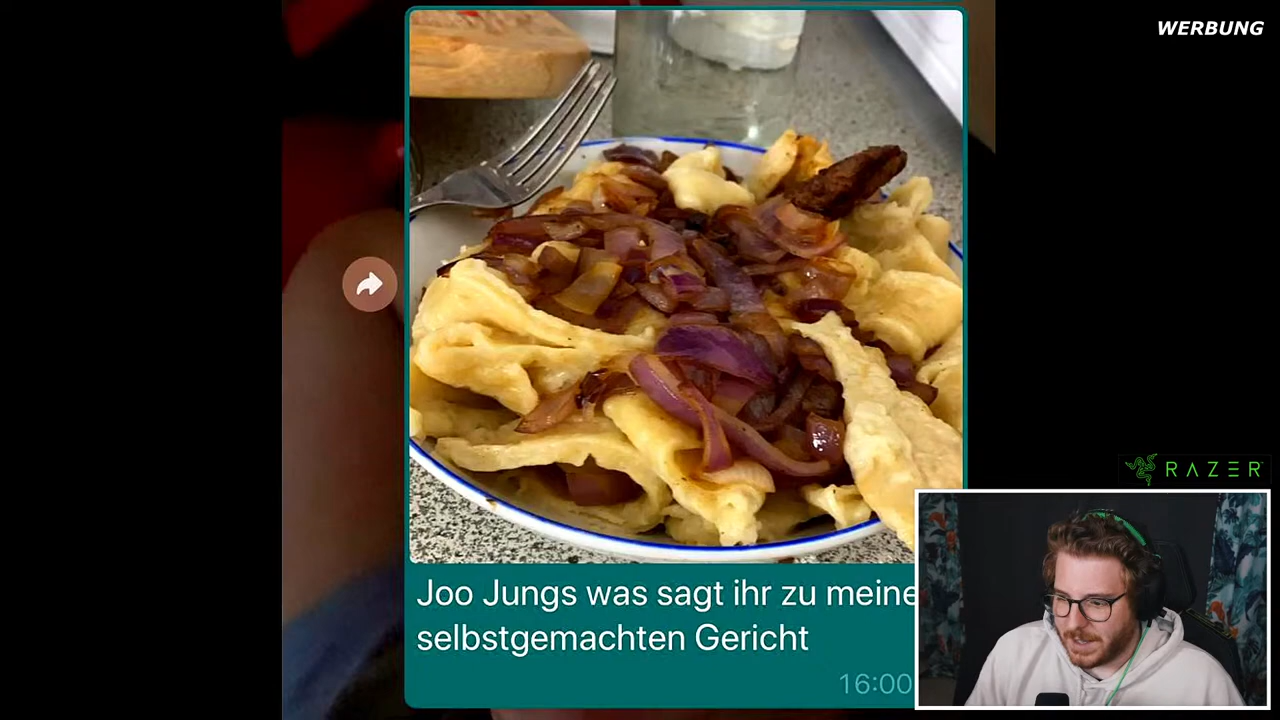 WERBUNG
Joo Jungs was sagt ihr zu meine
selbstgemachten Gericht
16:00
RAZER